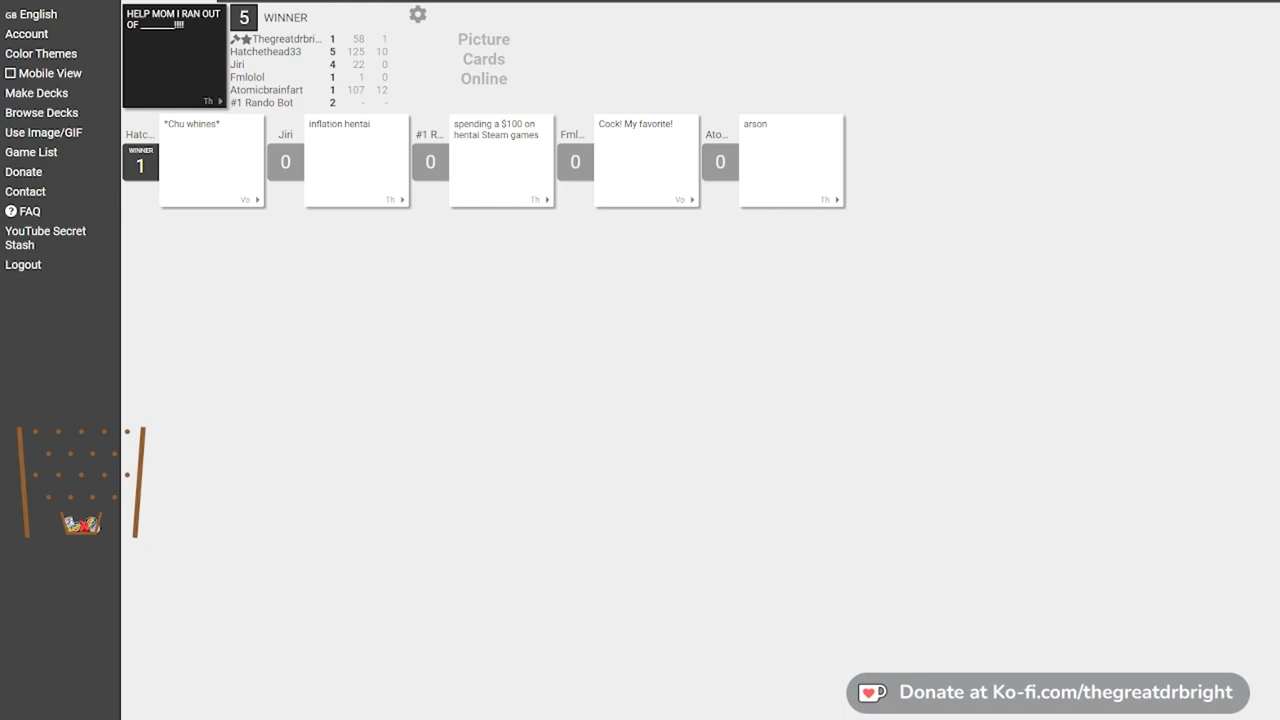 GB English
Account
Color Themes
Mobile View
Make Decks
Browse Decks
Use Image/GIF
Game List
Donate
Contact
? FAQ
YouTube Secret
Stash
Logout
HELP MOM I RAN OUT
OF _______!!!!
Th
5 WINNER
Thegreatdrbri... 1 58 1
Hatchethead33 5 125 10
Jiri 4 22 0
Fmlolol 1 1 0
Atomicbrainfart 1 107 12
#1 Rando Bot 2 - -
Picture
Cards
Online
Hatc...
WINNER
1
*Chu whines*
Vo
Jiri
0
inflation hentai
Th
#1 R...
0
spending a $100 on
hentai Steam games
Th
Fml...
0
Cock! My favorite!
Vo
Ato...
0
arson
Th
Donate at Ko-fi.com/thegreatdrbright